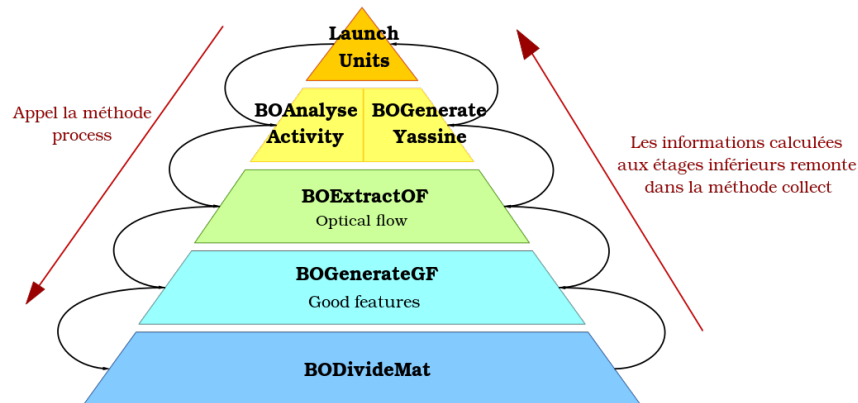 Launch
Units
Appel la méthode
process
BOAnalyse
Activity
BOGenerate
Yassine
Les informations calculées
aux étages inférieurs remonte
dans la méthode collect
BOExtractOF
Optical flow
BOGenerateGF
Good features
BODivideMat